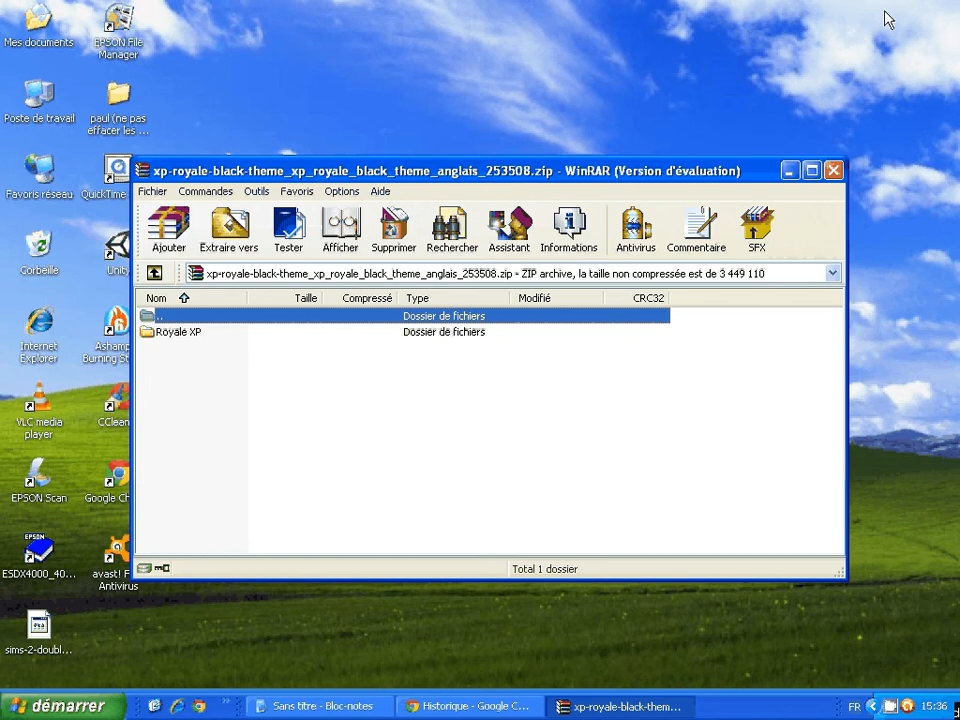 Mes documents
EPSON File Manager
Poste de travail
paul (ne pas effacer les ...
Favoris réseau
QuickTime
Corbeille
Unity
Internet Explorer
Ashamp
Burning St
VLC media player
CClean
EPSON Scan
Google Ch
EPSON
ESDX4000_40...
avast! F
Antivirus
sims-2-doubl...
xp-royale-black-theme_xp_royale_black_theme_anglais_253508.zip - WinRAR (Version d'évaluation)
Fichier Commandes Outils Favoris Options Aide
Ajouter Extraire vers Tester Afficher Supprimer Rechercher Assistant Informations Antivirus Commentaire SFX
xp-royale-black-theme_xp_royale_black_theme_anglais_253508.zip - ZIP archive, la taille non compressée est de 3 449 110
Nom Taille Compressé Type Modifié CRC32
.. Dossier de fichiers
Royale XP Dossier de fichiers
Total 1 dossier
démarrer
Sans titre - Bloc-notes
Historique - Google C...
xp-royale-black-them...
FR
15:36